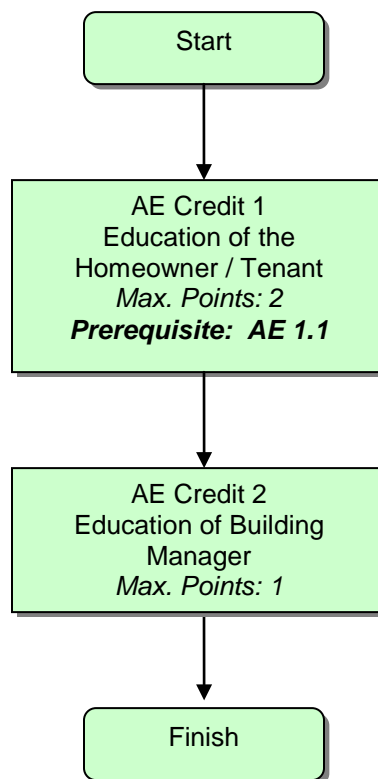 Start
AE Credit 1
Education of the
Homeowner / Tenant
Max. Points: 2
Prerequisite: AE 1.1
AE Credit 2
Education of Building
Manager
Max. Points: 1
Finish